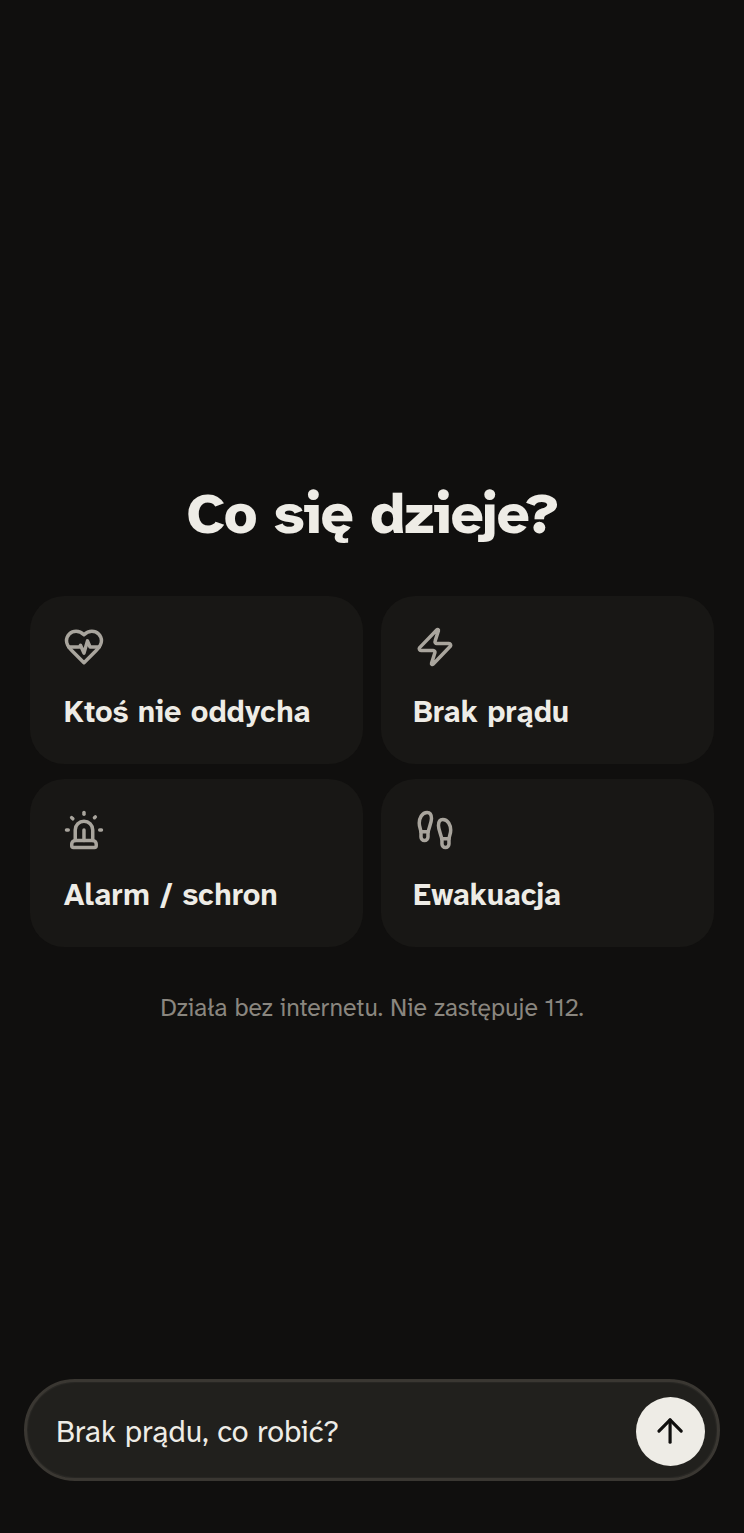 Co się dzieje?
Ktoś nie oddycha
Brak prądu
Alarm / schron
Ewakuacja
Działa bez internetu. Nie zastępuje 112.
Brak prądu, co robić?